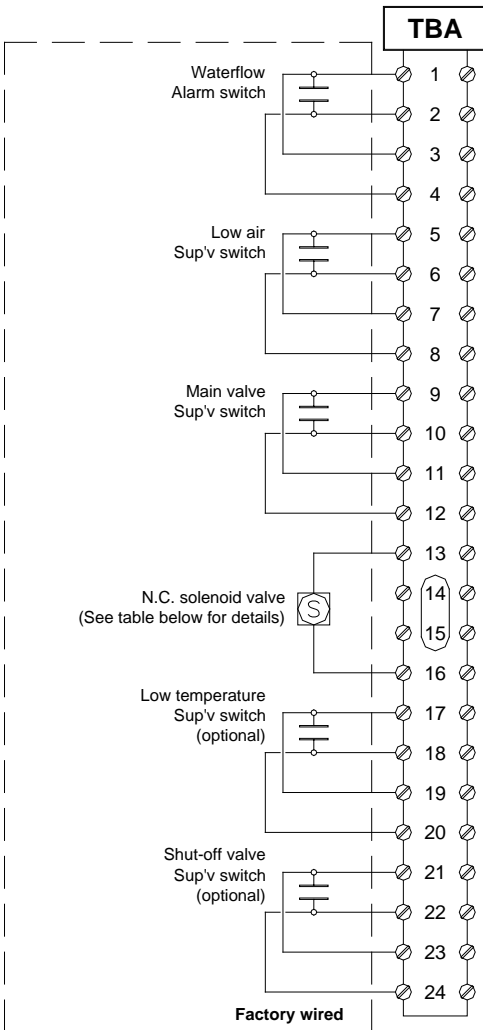 TBA
Waterflow
Alarm switch
1
2
3
4
Low air
Sup'v switch
5
6
7
8
Main valve
Sup'v switch
9
10
11
12
13
N.C. solenoid valve
(See table below for details)
S
14
15
16
Low temperature
Sup'v switch
(optional)
17
18
19
20
Shut-off valve
Sup'v switch
(optional)
21
22
23
24
Factory wired